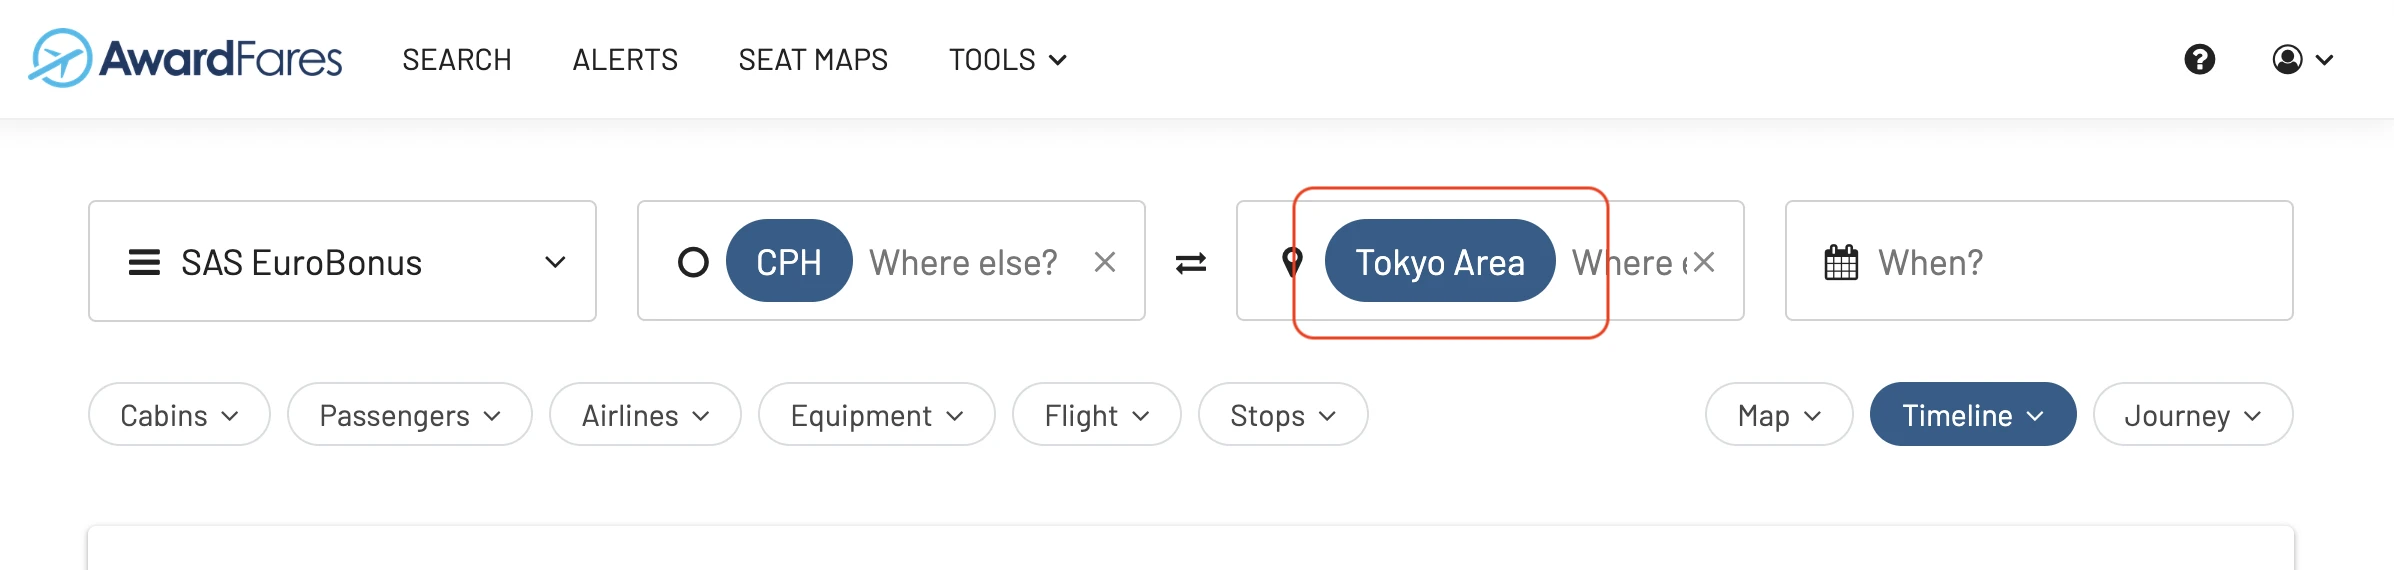 AwardFares SEARCH ALERTS SEAT MAPS TOOLS ?
SAS EuroBonus CPH Where else? Tokyo Area Where When?
Cabins Passengers Airlines Equipment Flight Stops Map Timeline Journey